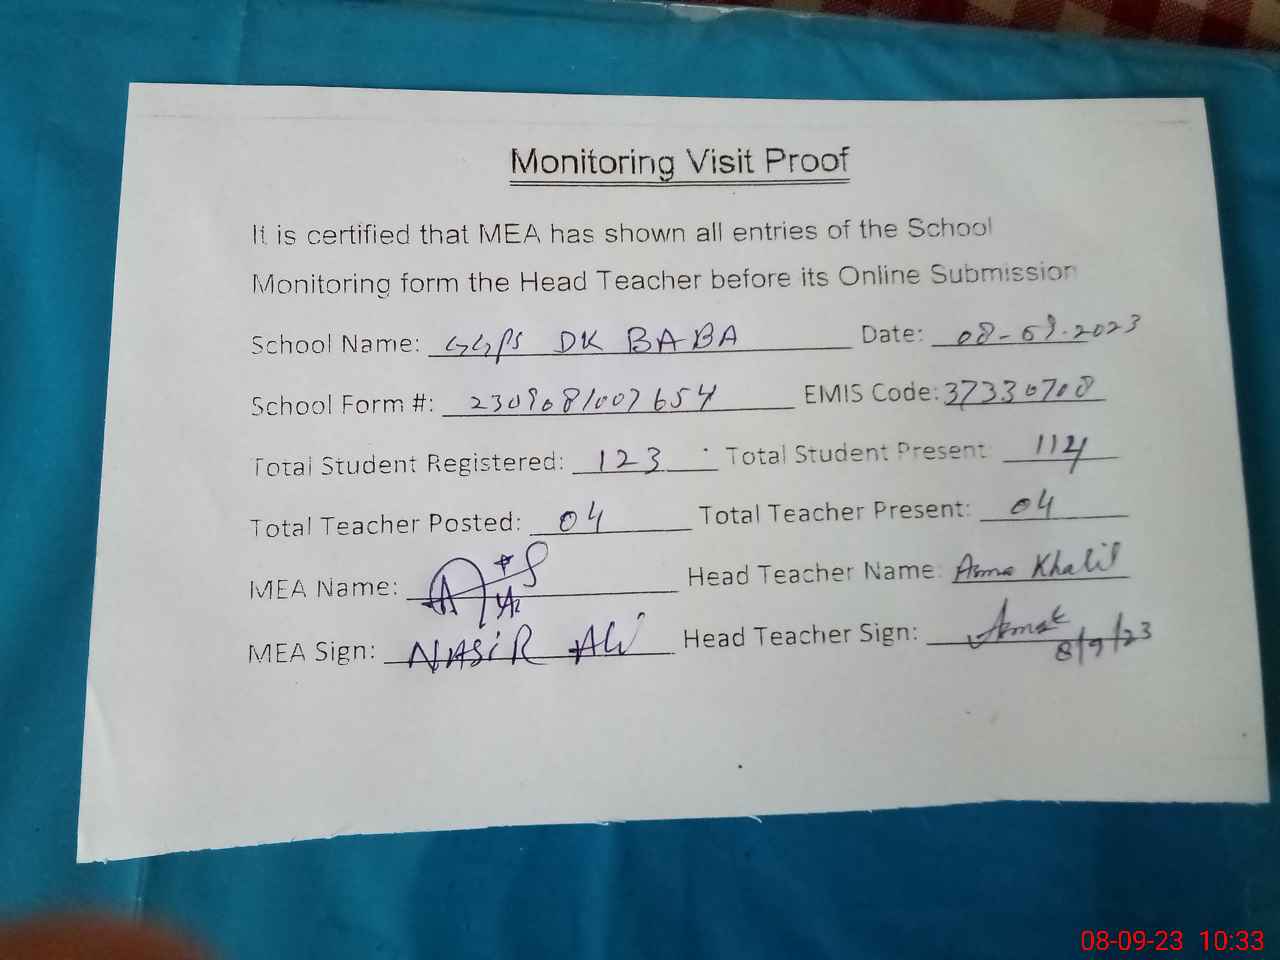 Monitoring Visit Proof
It is certified that MEA has shown all entries of the School
Monitoring form the Head Teacher before its Online Submission
School Name: GGPS DK BABA Date: 08-09-2023
School Form #: 2309081007654 EMIS Code: 37330708
Total Student Registered: 123 Total Student Present: 114
Total Teacher Posted: 04 Total Teacher Present: 04
MEA Name: Head Teacher Name: Asma Khalil
MEA Sign: NASIR Ali Head Teacher Sign:
8/9/23
08-09-23 10:33